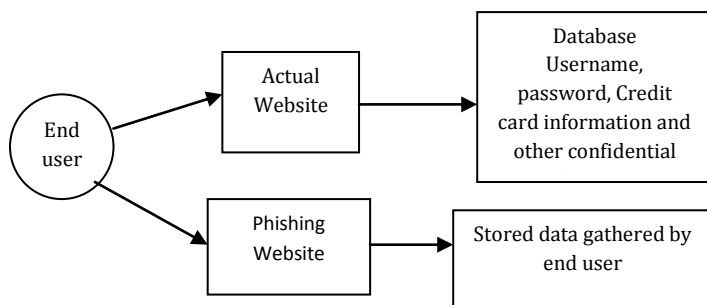 End
user
Actual
Website
Database
Username,
password, Credit
card information and
other confidential
Phishing
Website
Stored data gathered by
end user